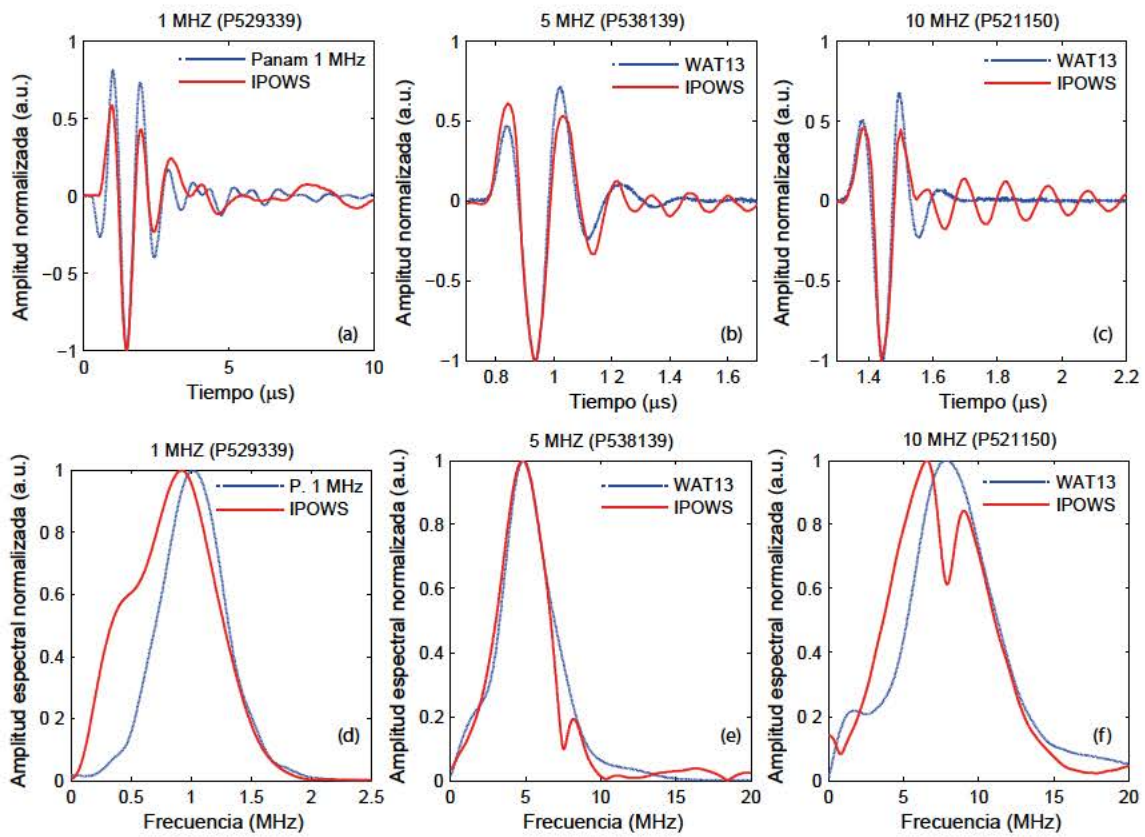 1 MHZ (P529339)
Amplitud normalizada (a.u.)
1
0.5
0
−0 5
−1
Panam 1 MHz
IPOWS
(a)
0
5
10
Tiempo (μs)
5 MHZ (P538139)
Amplitud normalizada (a.u.)
1
0.5
0
−0.5
−1
WAT13
IPOWS
(b)
0.8
1
1.2
1.4
1.6
Tiempo (μs)
10 MHZ (P521150)
Amplitud normalizada (a.u.)
1
0.5
0
−0.5
−1
WAT13
IPOWS
(c)
1.4
1.6
1.8
2
2.2
Tiempo (μs)
1 MHZ (P529339)
Amplitud espectral normalizada (a.u.)
1
0.8
0.6
0.4
0.2
0
P. 1 MHz
IPOWS
(d)
0
0.5
1
1.5
2
2.5
Frecuencia (MHz)
5 MHZ (P538139)
Amplitud espectral normalizada (a.u.)
1
0.8
0.6
0.4
0.2
0
WAT13
IPOWS
(e)
0
5
10
15
20
Frecuencia (MHz)
10 MHZ (P521150)
Amplitud espectral normalizada (a.u.)
1
0.8
0.6
0.4
0.2
0
WAT13
IPOWS
(f)
0
5
10
15
20
Frecuencia (MHz)